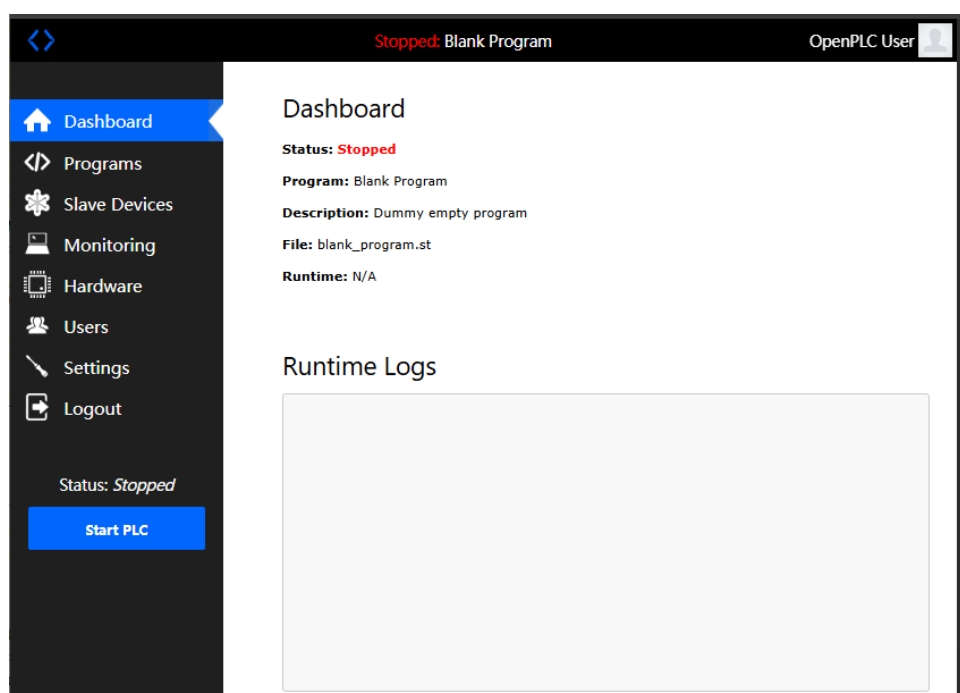 Stopped: Blank Program
OpenPLC User
Dashboard
Programs
Slave Devices
Monitoring
Hardware
Users
Settings
Logout
Status: Stopped
Start PLC
Dashboard
Status: Stopped
Program: Blank Program
Description: Dummy empty program
File: blank_program.st
Runtime: N/A
Runtime Logs